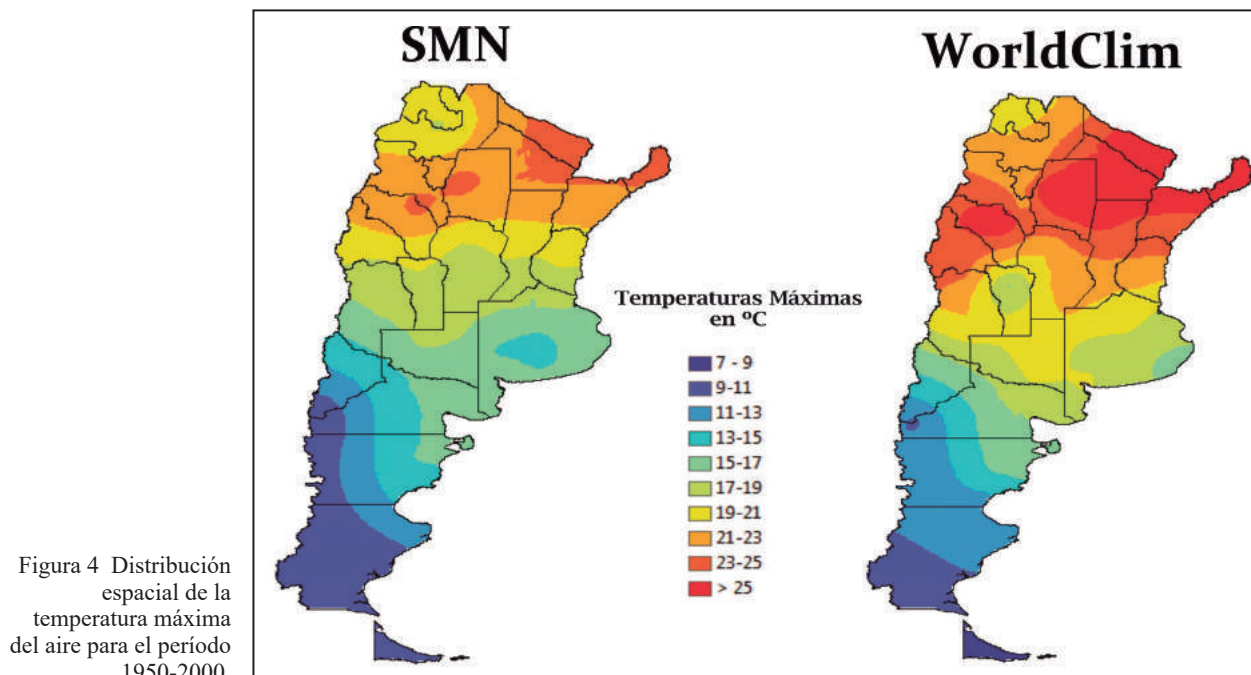 SMN
WorldClim
Temperaturas Máximas
en ºC
7 - 9
9-11
11-13
13-15
15-17
17-19
19-21
21-23
23-25
> 25
Figura 4 Distribución
espacial de la
temperatura máxima
del aire para el período
1950-2000.